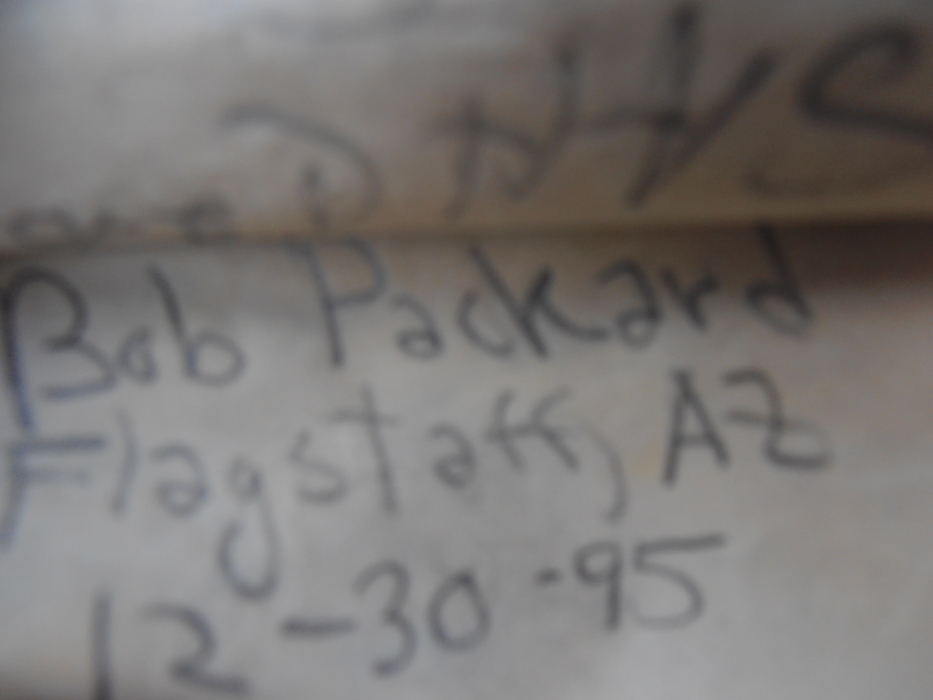 Bob Packard
Flagstaff, AZ
12-30-95